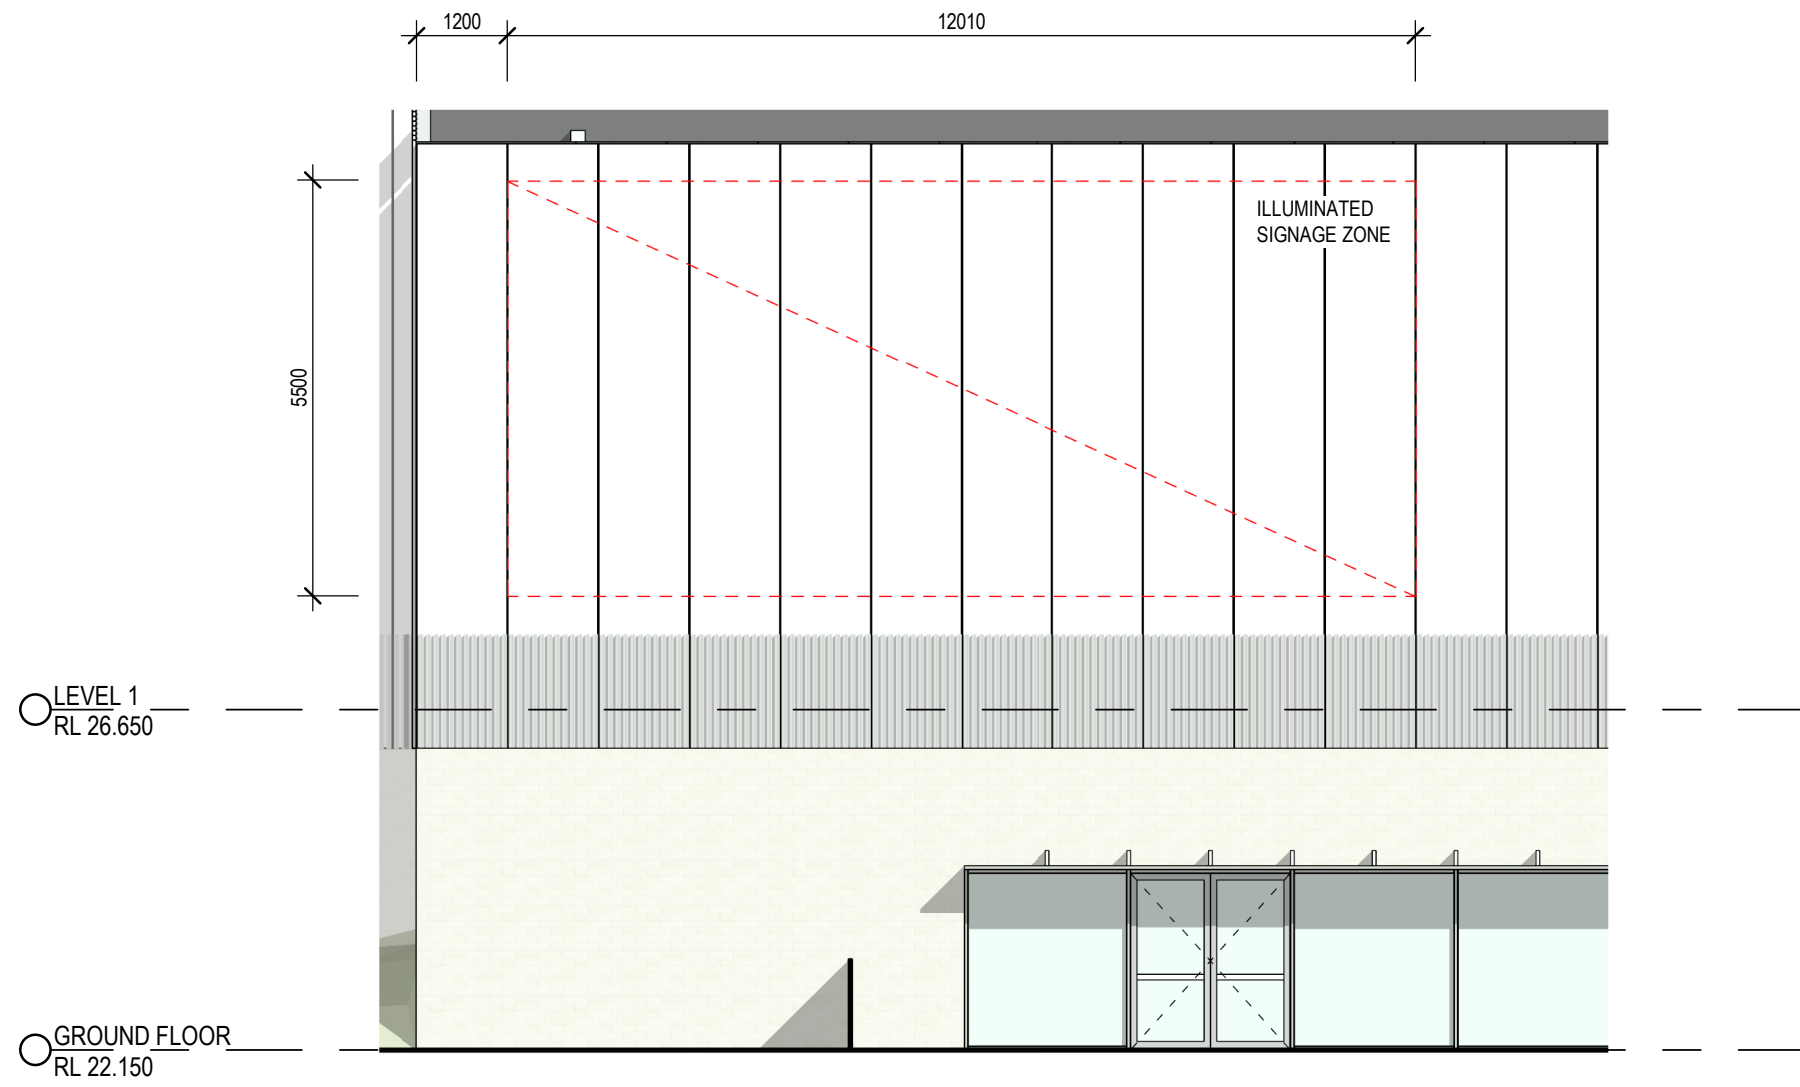 1200
12010
ILLUMINATED
SIGNAGE ZONE
5500
LEVEL 1
RL 26.650
GROUND FLOOR
RL 22.150